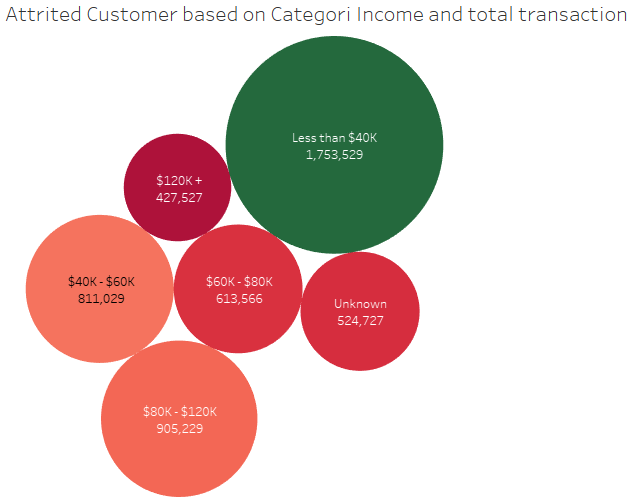 Attrited Customer based on Categori Income and total transaction
Less than $40K
1,753,529
$120K +
427,527
$40K - $60K
811,029
$60K - $80K
613,566
Unknown
524,727
$80K - $120K
905,229